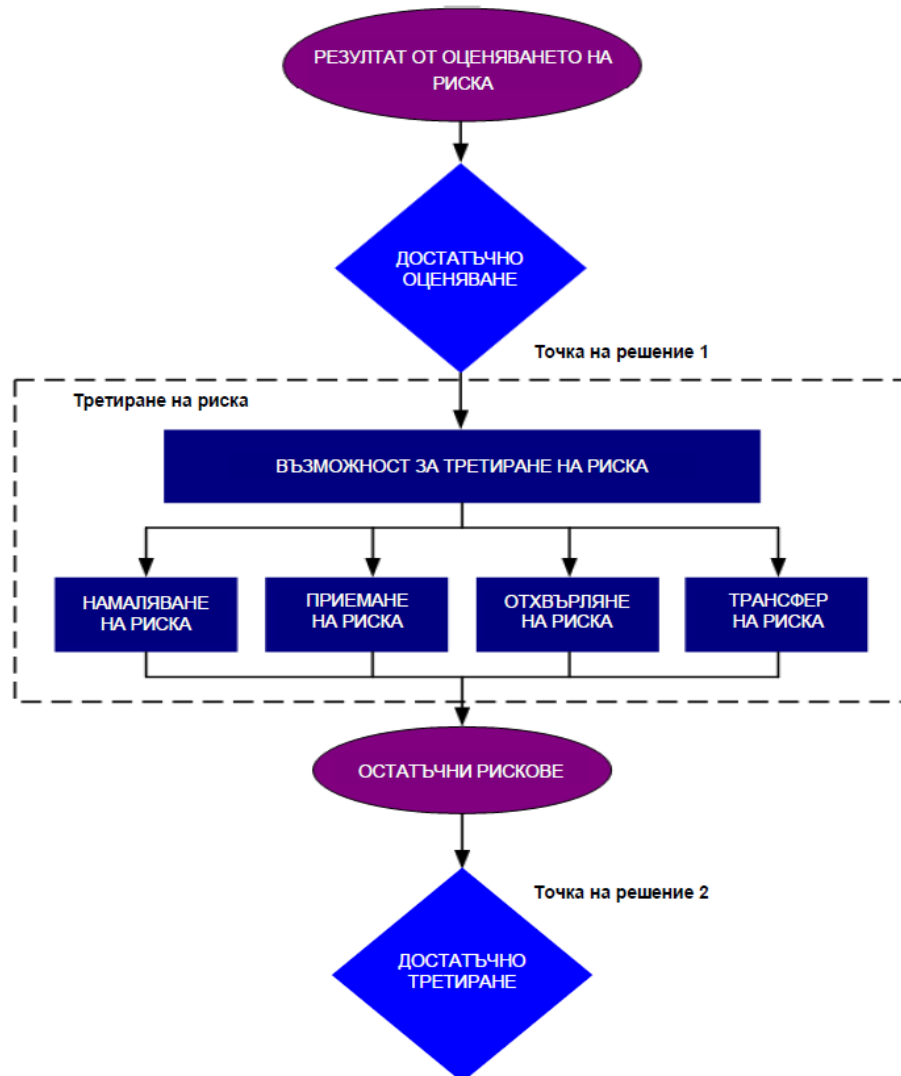 РЕЗУЛТАТ ОТ ОЦЕНЯВАНЕТО НА
РИСКА
ДОСТАТЪЧНО
ОЦЕНЯВАНЕ
Точка на решение 1
Третиране на риска
ВЪЗМОЖНОСТ ЗА ТРЕТИРАНЕ НА РИСКА
НАМАЛЯВАНЕ
НА РИСКА
ПРИЕМАНЕ
НА РИСКА
ОТХВЪРЛЯНЕ
НА РИСКА
ТРАНСФЕР
НА РИСКА
ОСТАТЪЧНИ РИСКОВЕ
Точка на решение 2
ДОСТАТЪЧНО
ТРЕТИРАНЕ